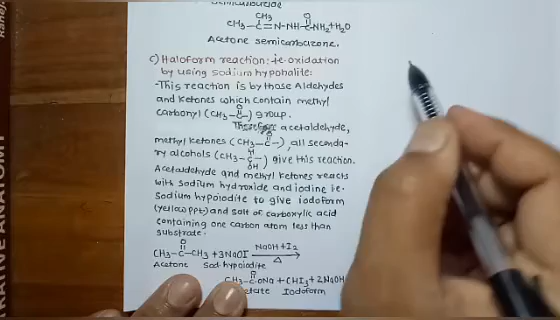 CH3
O
CH3-C=N-NH-C-NH2+H2O
Acetone semicarbazone.
c) Haloform reaction:- ie. oxidation
by using sodium hypohalite:
-This reaction is by those Aldehydes
and Ketones which contain methyl
O
carbonyl (CH3-C-) group.
Therefore acetaldehyde,
O
methyl ketones (CH3-C-), all seconda-
H
ry alcohols (CH3-C-) give this reaction.
OH
Acetaldehyde and methyl ketones reacts
with sodium hydroxide and iodine ie.
Sodium hypoiodite to give iodoform
(yellow ppt) and salt of carboxylic acid
containing one carbon atom less than
substrate.
O
CH3-C-CH3+3NaOI NaOH+I2
Δ
Acetone Sod-hypoiodite
O
CH3-C-ONa+CHI3+2NaOH
Iodoform
ANATOMY